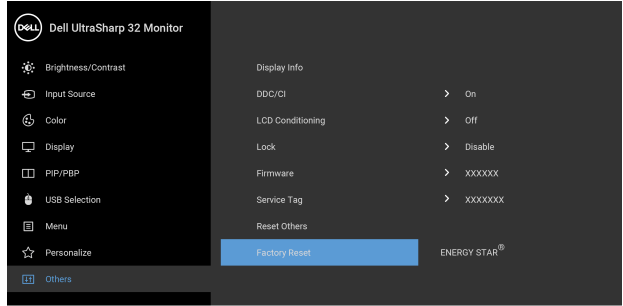 DELL Dell UltraSharp 32 Monitor
Brightness/Contrast
Input Source
Color
Display
PIP/PBP
USB Selection
Menu
Personalize
Others
Display Info
DDC/CI > On
LCD Conditioning > Off
Lock > Disable
Firmware > XXXXXX
Service Tag > XXXXXXX
Reset Others
Factory Reset ENERGY STAR®